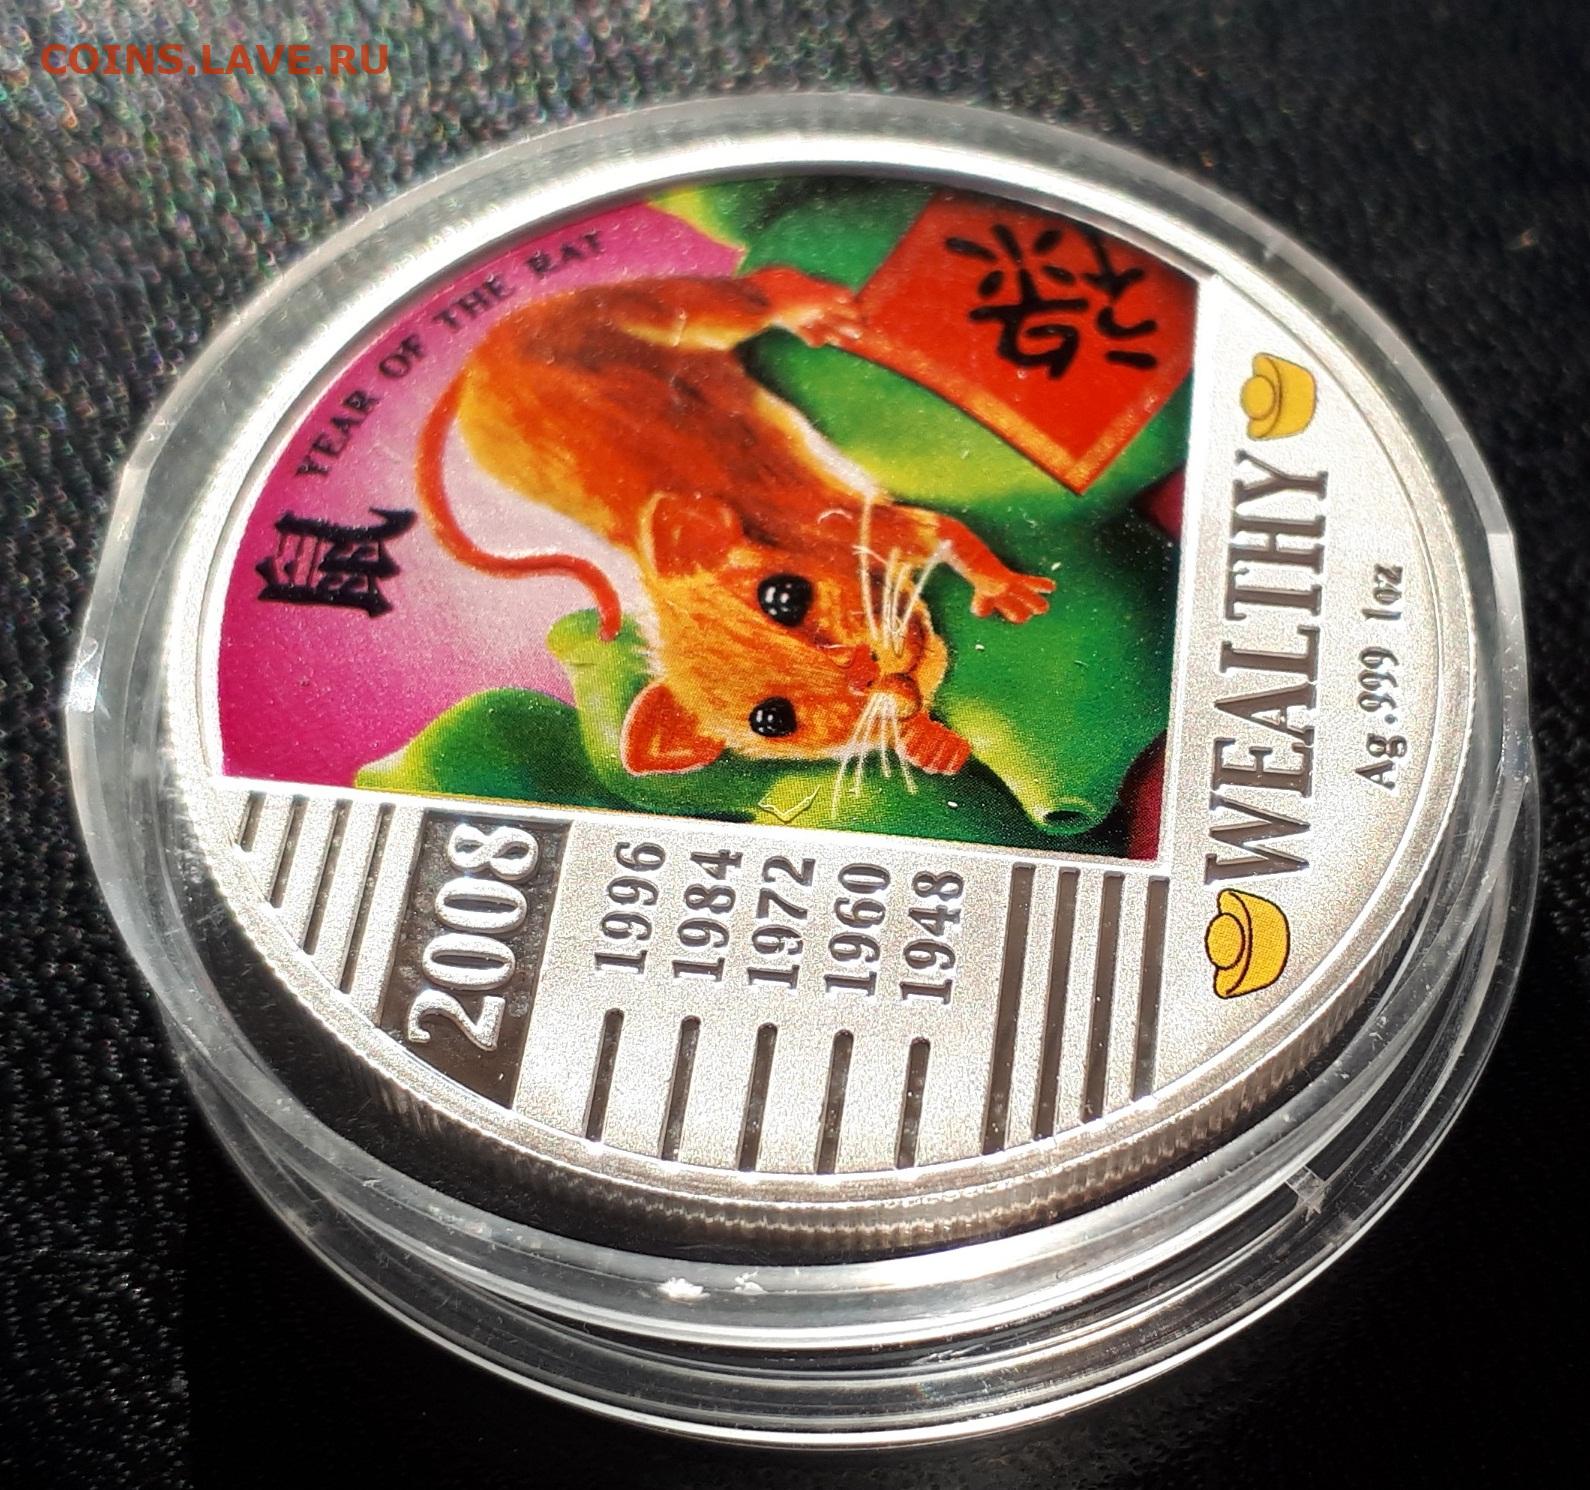 COINS.LAVE.RU
YEAR OF THE RAT
鼠
2008
1996
1984
1972
1960
1948
WEALTHY
Ag .999 1oz